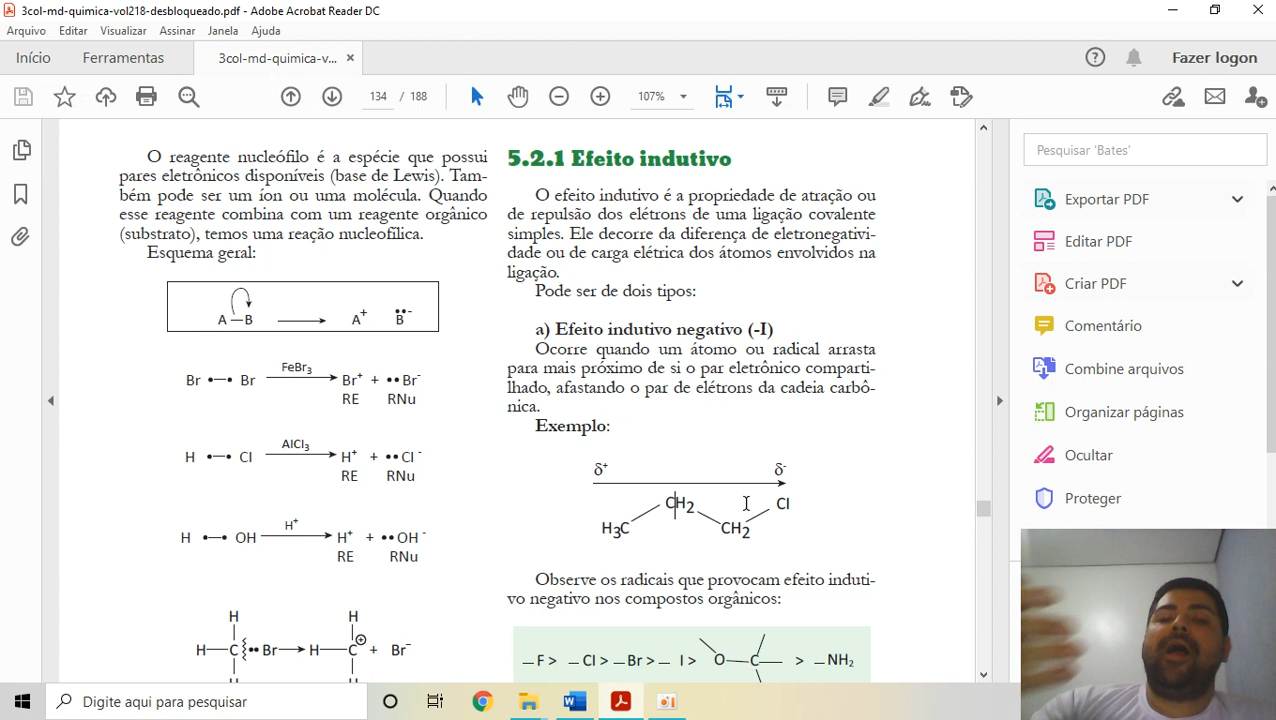 3col-md-quimica-vol218-desbloqueado.pdf - Adobe Acrobat Reader DC
Arquivo Editar Visualizar Assinar Janela Ajuda
Início Ferramentas 3col-md-quimica-v... × Fazer logon
134 / 188 107%
O reagente nucleófilo é a espécie que possui
pares eletrônicos disponíveis (base de Lewis). Tam-
bém pode ser um íon ou uma molécula. Quando
esse reagente combina com um reagente orgânico
(substrato), temos uma reação nucleofílica.
Esquema geral:
A — B → A+ B̈-
Br •—• Br FeBr3 → Br+ + ••Br-
RE RNu
H •—• Cl AlCl3 → H+ + ••Cl-
RE RNu
H •—• OH H+ → H+ + ••OH-
RE RNu
H H
H—C ••Br → H—C⊕ + Br-
H H
5.2.1 Efeito indutivo
O efeito indutivo é a propriedade de atração ou
de repulsão dos elétrons de uma ligação covalente
simples. Ele decorre da diferença de eletronegativi-
dade ou de carga elétrica dos átomos envolvidos na
ligação.
Pode ser de dois tipos:
a) Efeito indutivo negativo (-I)
Ocorre quando um átomo ou radical arrasta
para mais próximo de si o par eletrônico comparti-
lhado, afastando o par de elétrons da cadeia carbô-
nica.
Exemplo:
δ+ δ-
CH2 Cl
H3C CH2
Observe os radicais que provocam efeito induti-
vo negativo nos compostos orgânicos:
— F > — Cl > — Br > — I > O — C — > — NH2
Pesquisar 'Bates'
Exportar PDF
Editar PDF
Criar PDF
Comentário
Combine arquivos
Organizar páginas
Ocultar
Proteger
Digite aqui para pesquisar